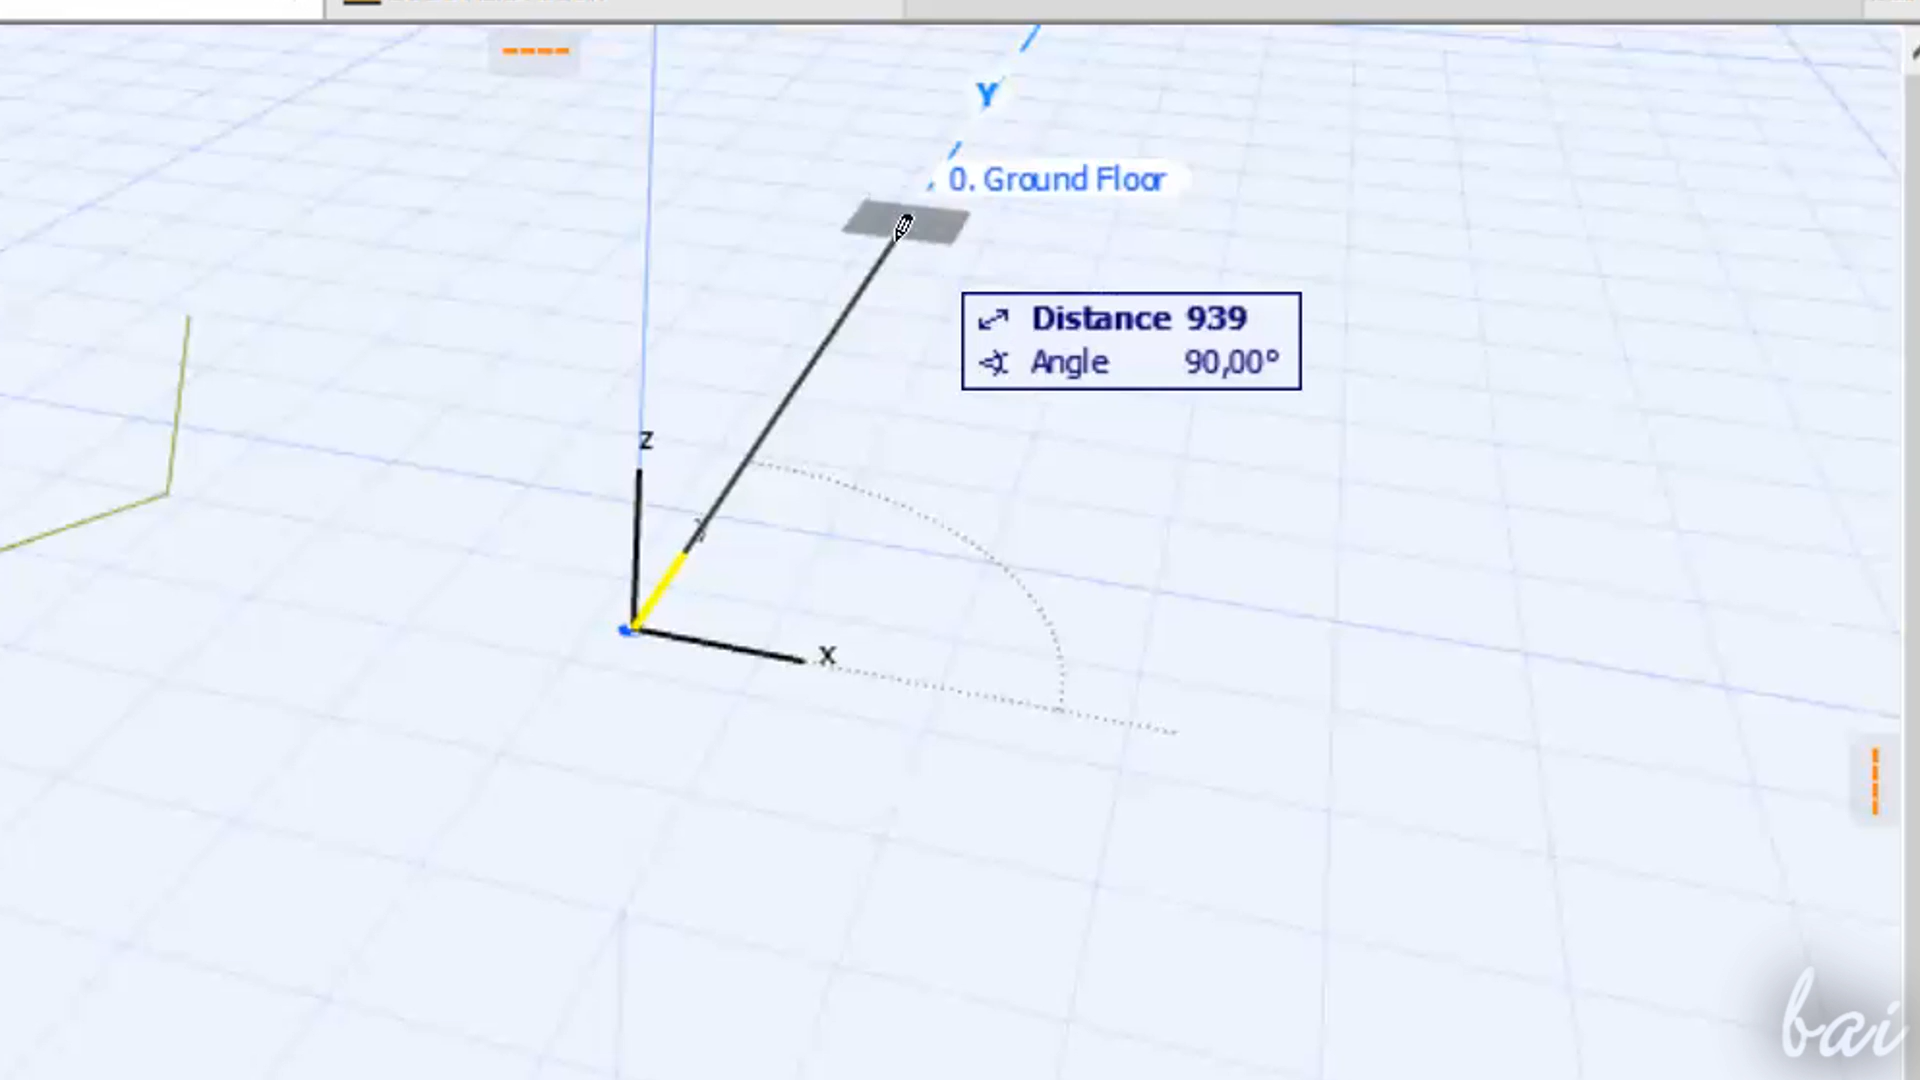 Y
0. Ground Floor
Distance 939
Angle 90,00°
z
x
bai